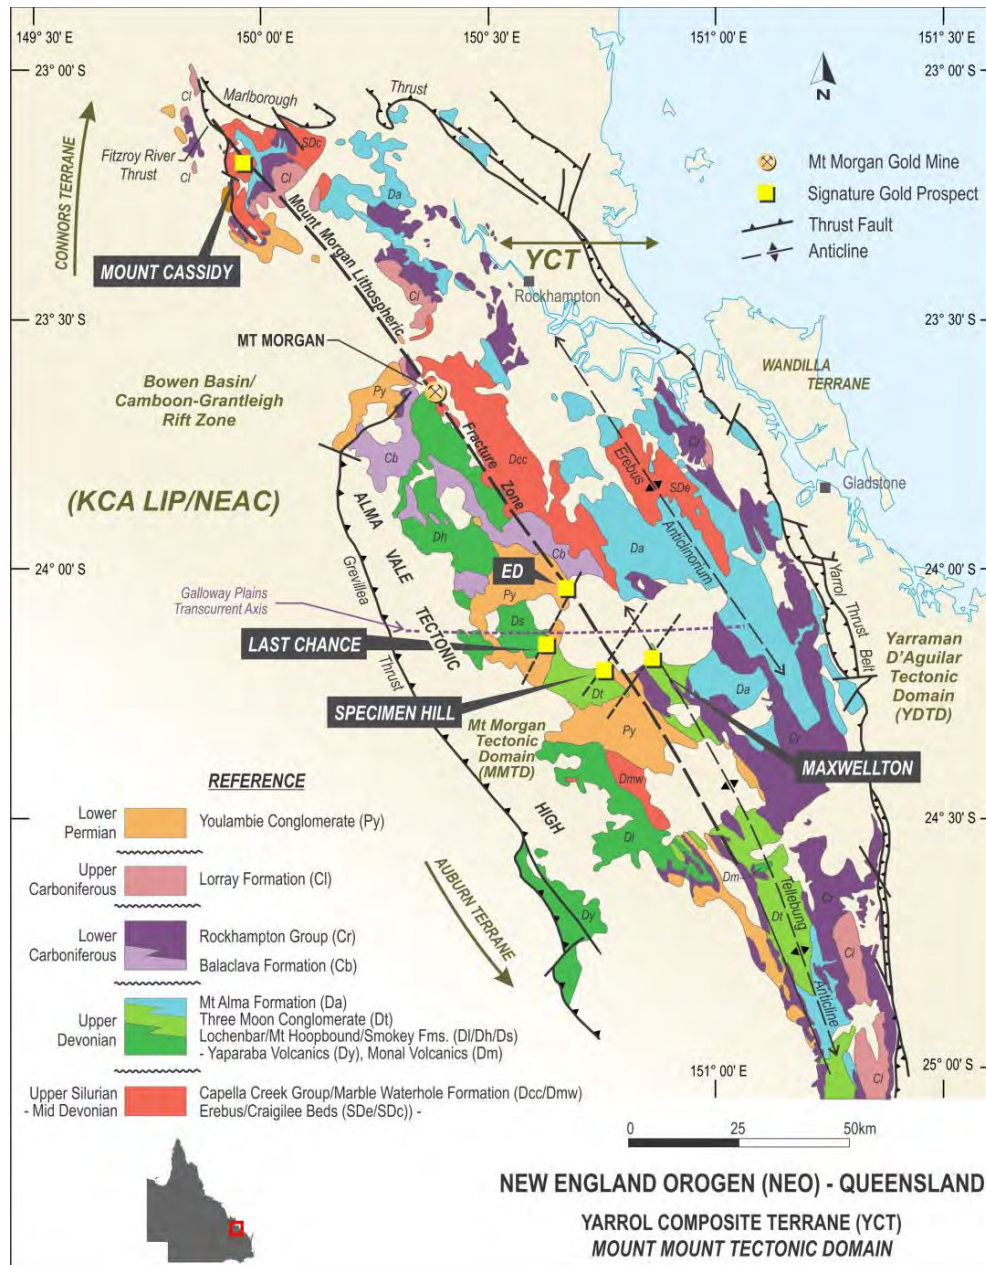 149° 30' E
150° 00' E
150° 30' E
151° 00' E
151° 30' E
23° 00' S
23° 00' S
N
Mt Morgan Gold Mine
Signature Gold Prospect
Thrust Fault
Anticline
CONNORS TERRANE
Cl
Cl
Cl
Marlborough
Thrust
Fitzroy River
Thrust
SDc
Cl
Da
MOUNT CASSIDY
Mount Morgan Lithospheric
Fracture Zone
YCT
Rockhampton
Cl
23° 30' S
23° 30' S
MT MORGAN
WANDILLA
TERRANE
Bowen Basin/
Camboon-Grantleigh
Rift Zone
Py
Cb
Dcc
Cr
Erebus
SDe
Anticlinorium
Gladstone
(KCA LIP/NEAC)
ALMA
VALE
TECTONIC
HIGH
Dh
Cb
Da
24° 00' S
24° 00' S
Grevillea
Thrust
ED
Py
Galloway Plains
Transcurrent Axis
Ds
Yarrol Thrust Belt
LAST CHANCE
Yarraman
D'Aguilar
Tectonic
Domain
(YDTD)
SPECIMEN HILL
Dt
Da
Cr
Mt Morgan
Tectonic
Domain
(MMTD)
Py
MAXWELLTON
Dmw
Dl
24° 30' S
24° 30' S
AUBURN TERRANE
Dm
Dy
Tellebung
Dt
Anticline
Cr
Cl
Cl
REFERENCE
Lower
Permian
Youlambie Conglomerate (Py)
Upper
Carboniferous
Lorray Formation (Cl)
Lower
Carboniferous
Rockhampton Group (Cr)
Balaclava Formation (Cb)
Upper
Devonian
Mt Alma Formation (Da)
Three Moon Conglomerate (Dt)
Lochenbar/Mt Hoopbound/Smokey Fms. (Dl/Dh/Ds)
- Yaparaba Volcanics (Dy), Monal Volcanics (Dm)
Upper Silurian
- Mid Devonian
Capella Creek Group/Marble Waterhole Formation (Dcc/Dmw)
Erebus/Craigilee Beds (SDe/SDc)) -
151° 00' E
25° 00' S
0 25 50km
NEW ENGLAND OROGEN (NEO) - QUEENSLAND
YARROL COMPOSITE TERRANE (YCT)
MOUNT MOUNT TECTONIC DOMAIN